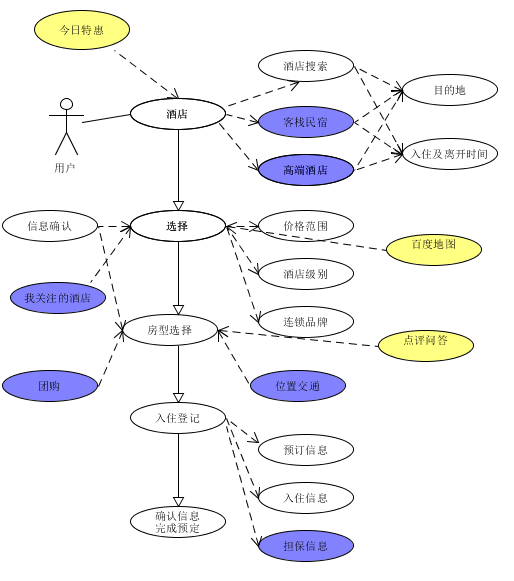 今日特惠
酒店搜索
目的地
酒店
客栈民宿
用户
高端酒店
入住及离开时间
信息确认
选择
价格范围
百度地图
酒店级别
我关注的酒店
连锁品牌
房型选择
点评问答
团购
位置交通
入住登记
预订信息
入住信息
确认信息
完成预定
担保信息